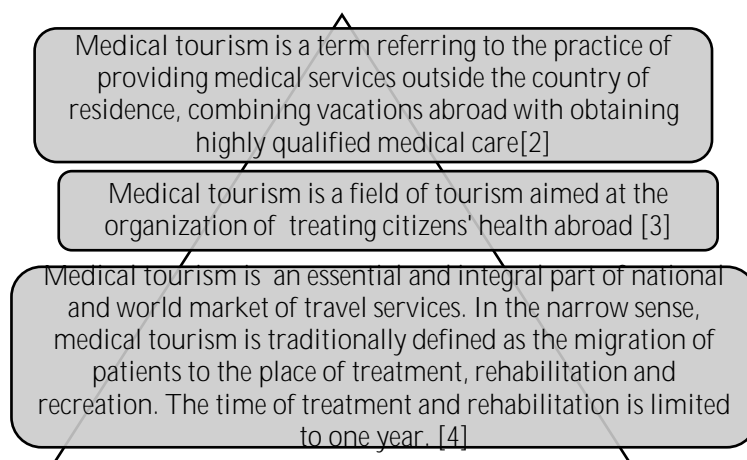 Medical tourism is a term referring to the practice of
providing medical services outside the country of
residence, combining vacations abroad with obtaining
highly qualified medical care[2]
Medical tourism is a field of tourism aimed at the
organization of treating citizens' health abroad [3]
Medical tourism is an essential and integral part of national
and world market of travel services. In the narrow sense,
medical tourism is traditionally defined as the migration of
patients to the place of treatment, rehabilitation and
recreation. The time of treatment and rehabilitation is limited
to one year. [4]